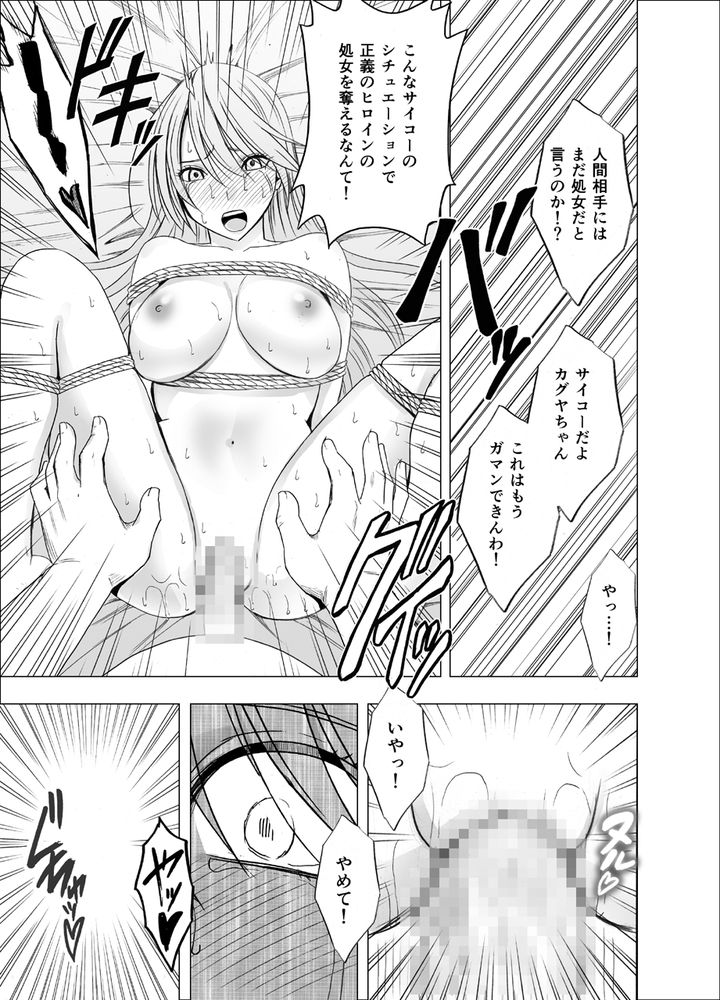 人間相手には
まだ処女だと
言うのか!?
サイコーだよ
カグヤちゃん
これはもう
ガマンできんわ!
やっ…!
こんなサイコーの
シチュエーションで
正義のヒロインの
処女を奪えるなんて!
ドキッ
バッ
グイッ
ヌル♡
いやっ!
やめて!
やッ♡